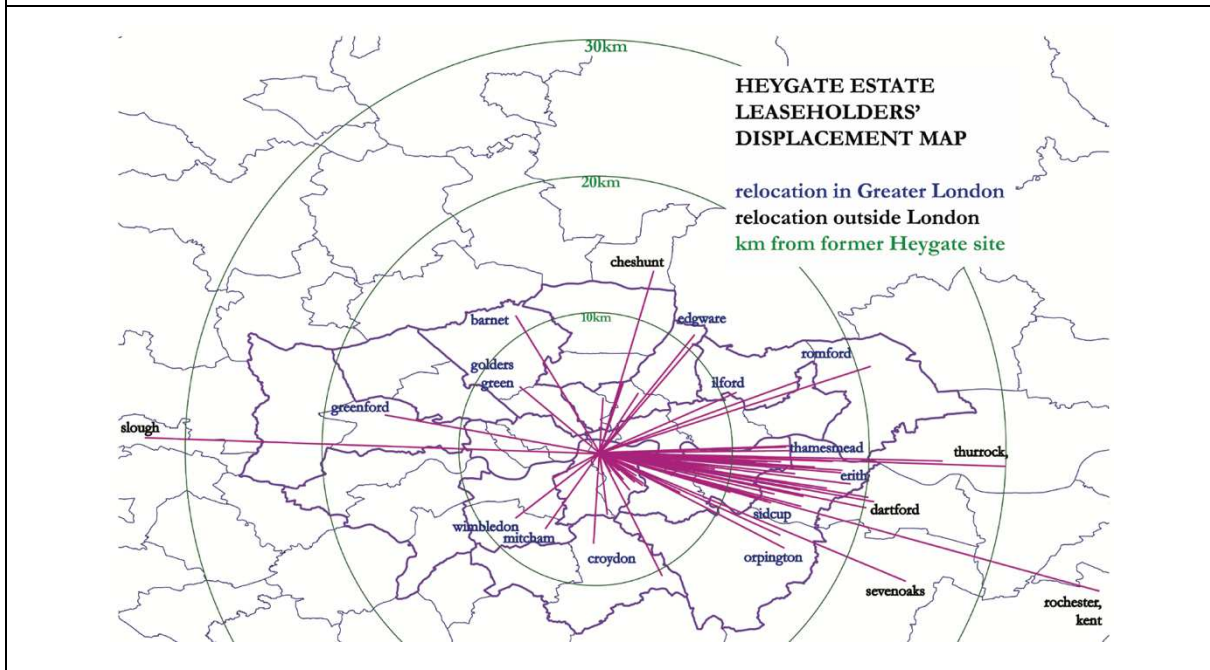 30km
HEYGATE ESTATE
LEASEHOLDERS'
DISPLACEMENT MAP
20km
relocation in Greater London
relocation outside London
km from former Heygate site
cheshunt
barnet
10km
edgware
romford
golders
green
ilford
greenford
slough
thamesmead
thurrock,
erith
dartford
sidcup
wimbledon
mitcham
croydon
orpington
sevenoaks
rochester,
kent